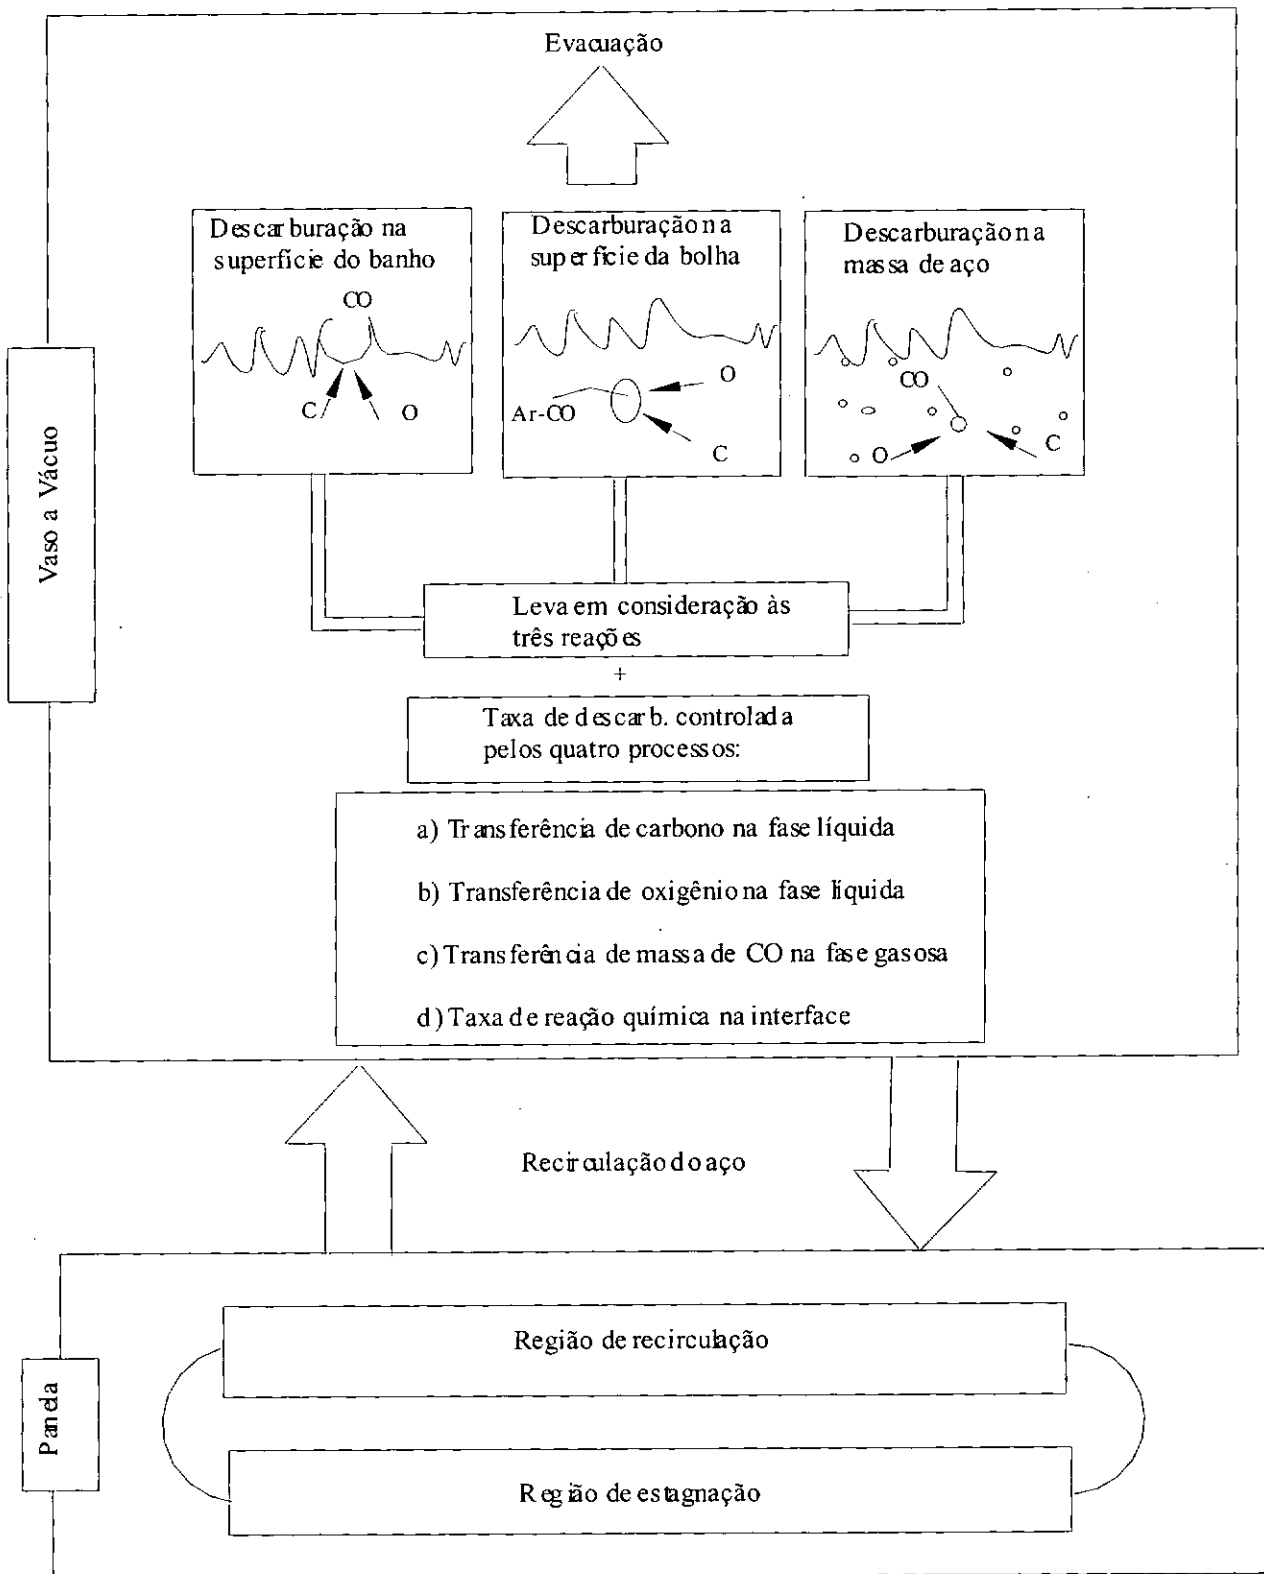 Evacuação
Descarburação na
superfície do banho
CO
C
O
Descarburação na
superfície da bolha
O
Ar-CO
C
Descarburação na
massa de aço
CO
O
C
Vaso a Vácuo
Leva em consideração às
três reações
+
Taxa de descarb. controlada
pelos quatro processos:
a) Transferência de carbono na fase líquida
b) Transferência de oxigênio na fase líquida
c) Transferência de massa de CO na fase gasosa
d) Taxa de reação química na interface
Recirculação do aço
Panela
Região de recirculação
Região de estagnação